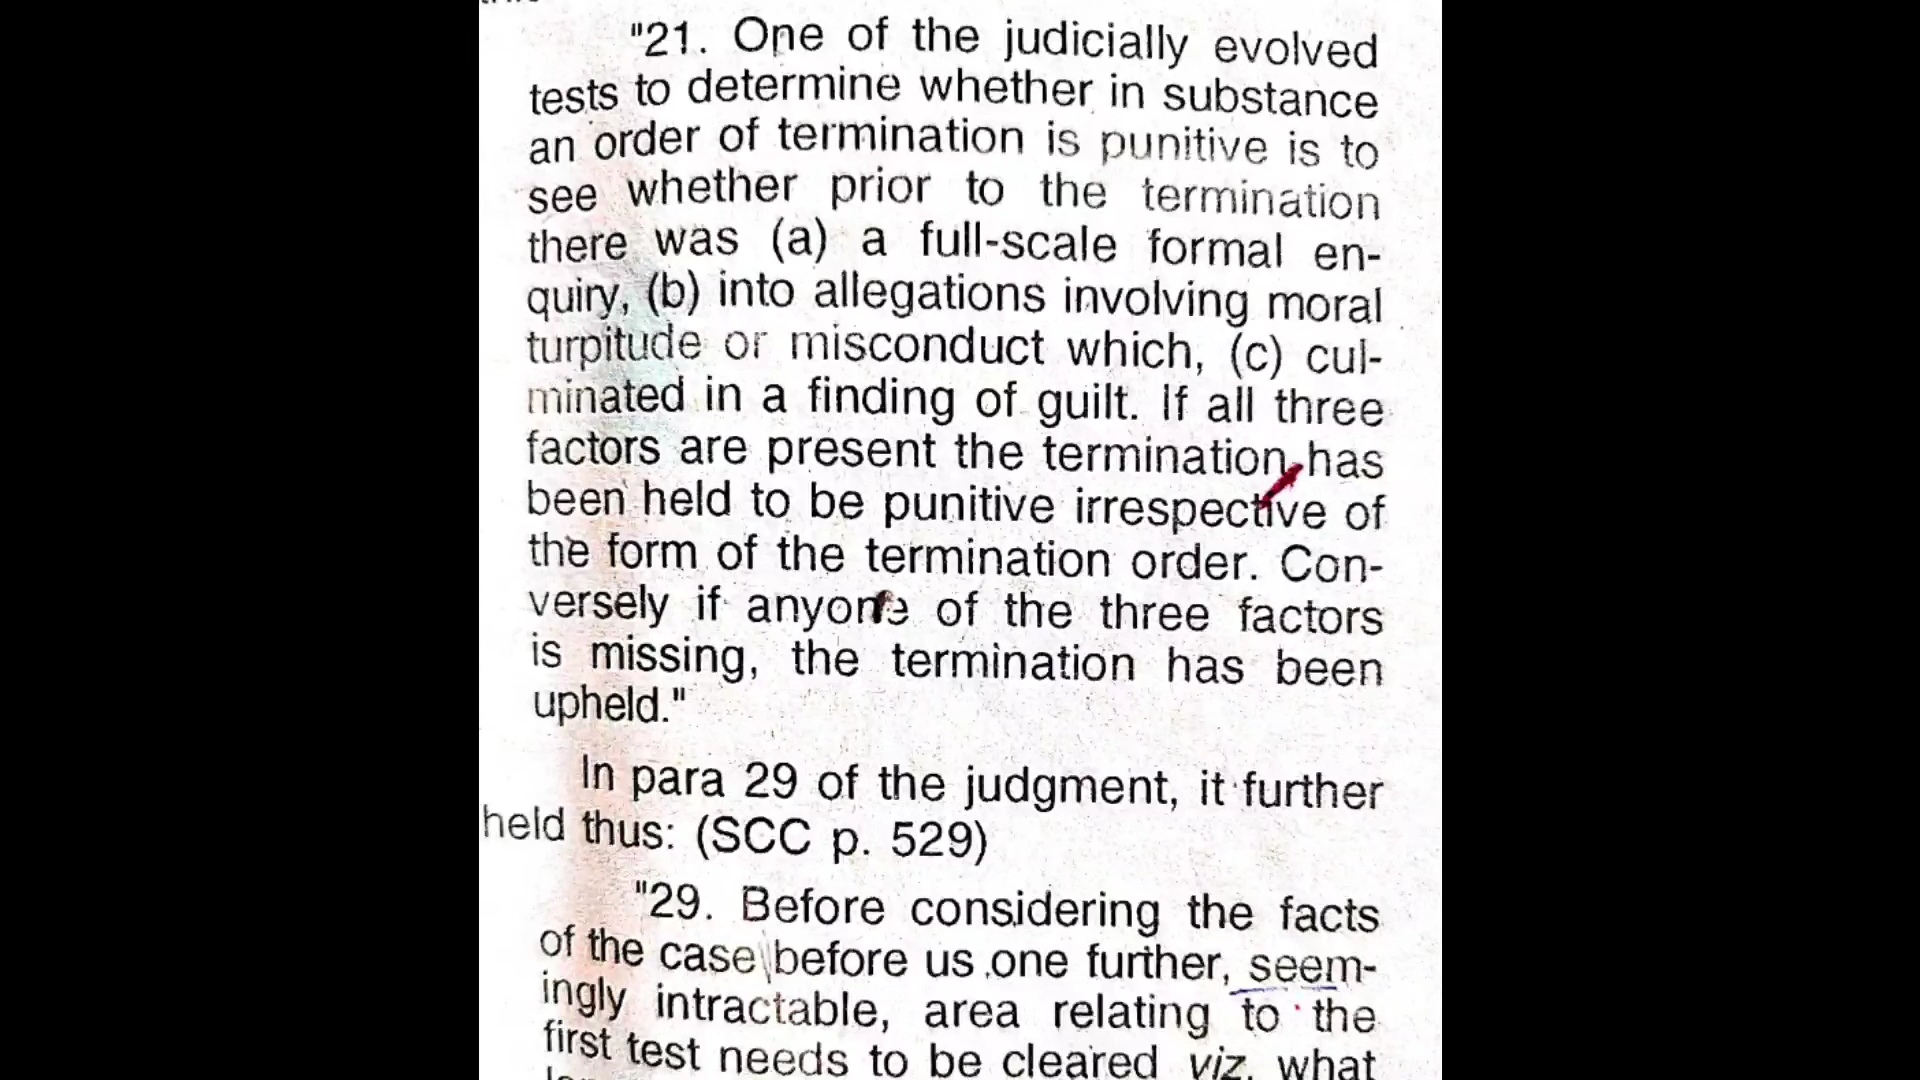 "21. One of the judicially evolved
tests to determine whether in substance
an order of termination is punitive is to
see whether prior to the termination
there was (a) a full-scale formal en-
quiry, (b) into allegations involving moral
turpitude or misconduct which, (c) cul-
minated in a finding of guilt. If all three
factors are present the termination has
been held to be punitive irrespective of
the form of the termination order. Con-
versely if anyone of the three factors
is missing, the termination has been
upheld."
In para 29 of the judgment, it further
held thus: (SCC p. 529)
"29. Before considering the facts
of the case before us one further, seem-
ingly intractable, area relating to the
first test needs to be cleared viz. what